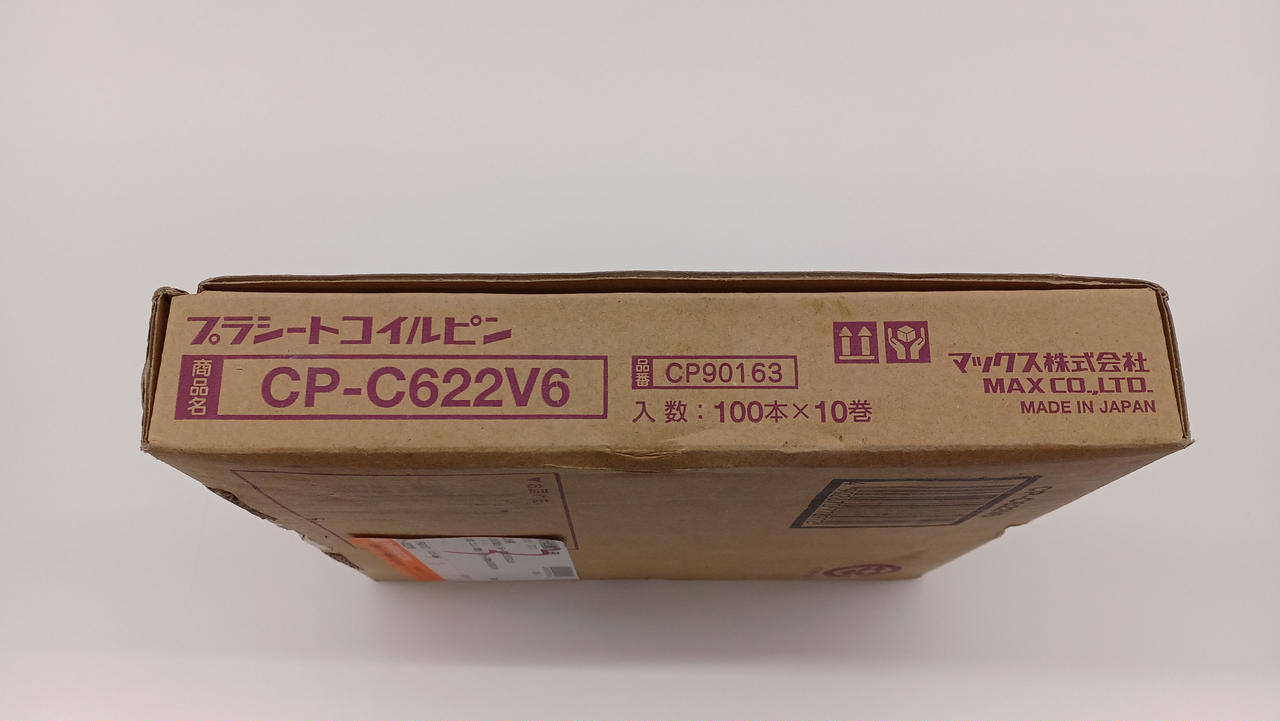 プラシートコイルピン
商品名 CP-C622V6
品番 CP90163
入数：100本×10巻
マックス株式会社
MAX CO.,LTD.
MADE IN JAPAN